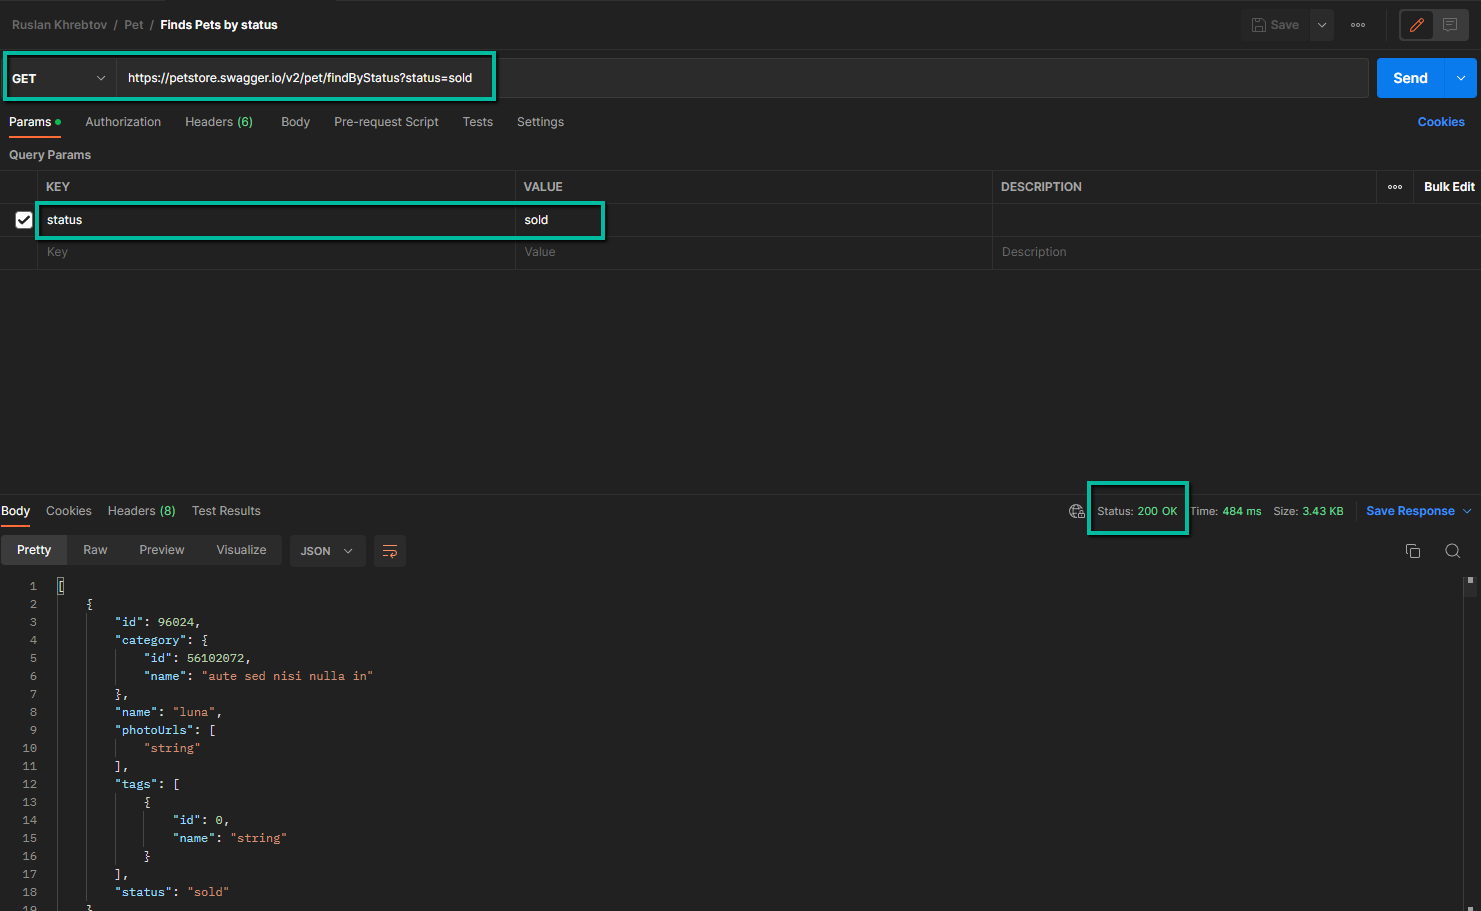 Ruslan Khrebtov / Pet / Finds Pets by status
Save
GET https://petstore.swagger.io/v2/pet/findByStatus?status=sold Send
Params Authorization Headers (6) Body Pre-request Script Tests Settings Cookies
Query Params
KEY VALUE DESCRIPTION Bulk Edit
status sold
Key Value Description
Body Cookies Headers (8) Test Results Status: 200 OK Time: 484 ms Size: 3.43 KB Save Response
Pretty Raw Preview Visualize JSON
1 [
2 {
3 "id": 96024,
4 "category": {
5 "id": 56102072,
6 "name": "aute sed nisi nulla in"
7 },
8 "name": "luna",
9 "photoUrls": [
10 "string"
11 ],
12 "tags": [
13 {
14 "id": 0,
15 "name": "string"
16 }
17 ],
18 "status": "sold"
19 }